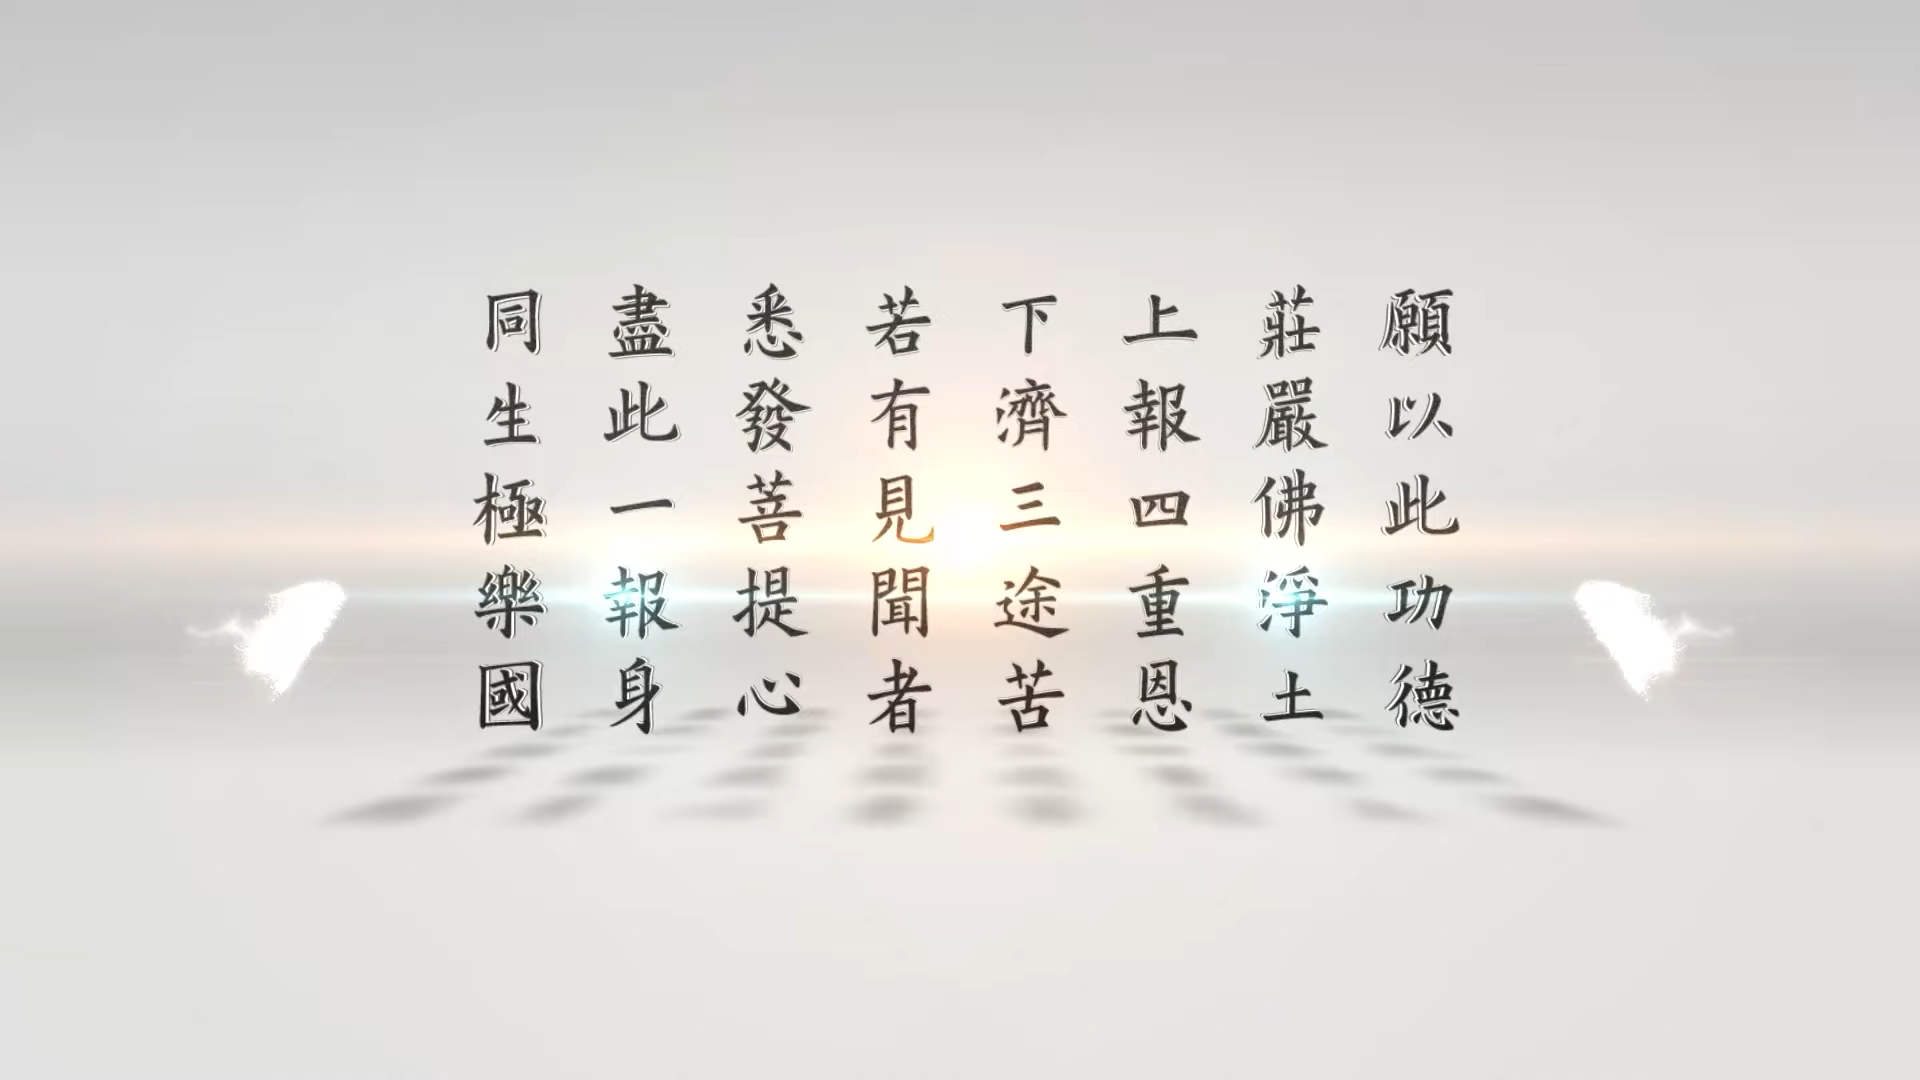 願以此功德
莊嚴佛淨土
上報四重恩
下濟三途苦
若有見聞者
悉發菩提心
盡此一報身
同生極樂國